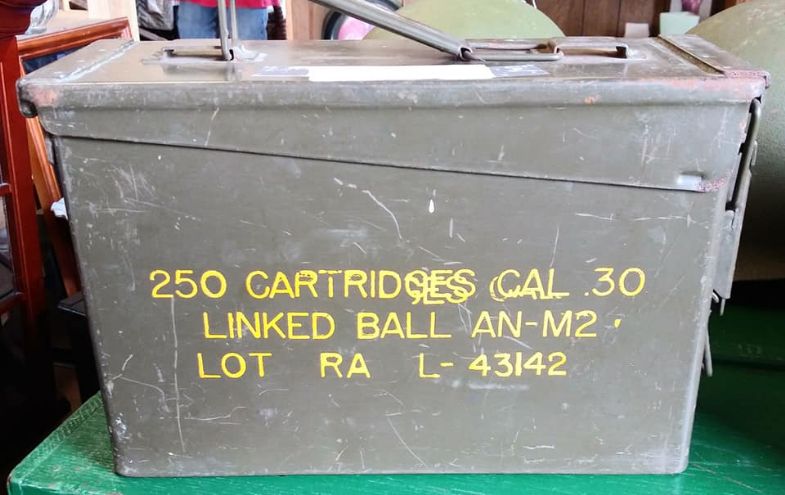 250 CARTRIDGES CAL .30
LINKED BALL AN-M2
LOT RA L-43142